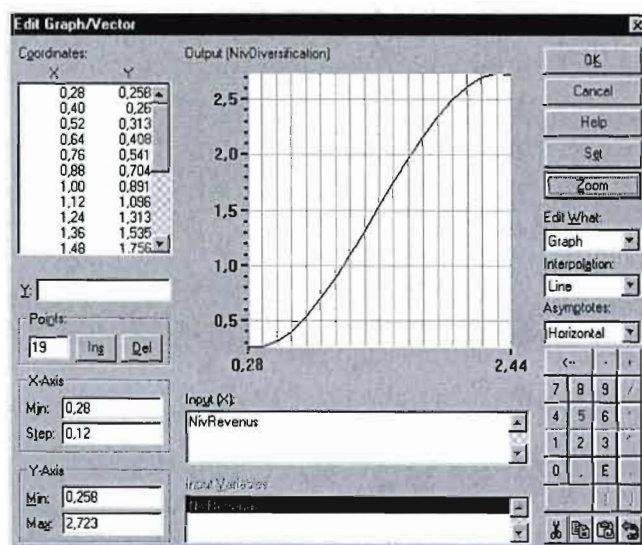 Edit Graph/Vector
Coordinates:
X Y
0,28 0,258
0,40 0,26
0,52 0,313
0,64 0,408
0,76 0,541
0,88 0,704
1,00 0,891
1,12 1,096
1,24 1,313
1,36 1,535
1,48 1,756
Y:
Points:
19 Ins Del
X-Axis
Min: 0,28
Step: 0,12
Y-Axis
Min: 0,258
Max: 2,723
Output (NivDiversification)
2,5
2,0
1,5
1,0
0,5
0,28 2,44
Input (X):
NivRevenus
Input Variables
OK
Cancel
Help
Set
Zoom
Edit What:
Graph
Interpolation:
Line
Asymptotes:
Horizontal
7 8 9 /
4 5 6
1 2 3
0 . E